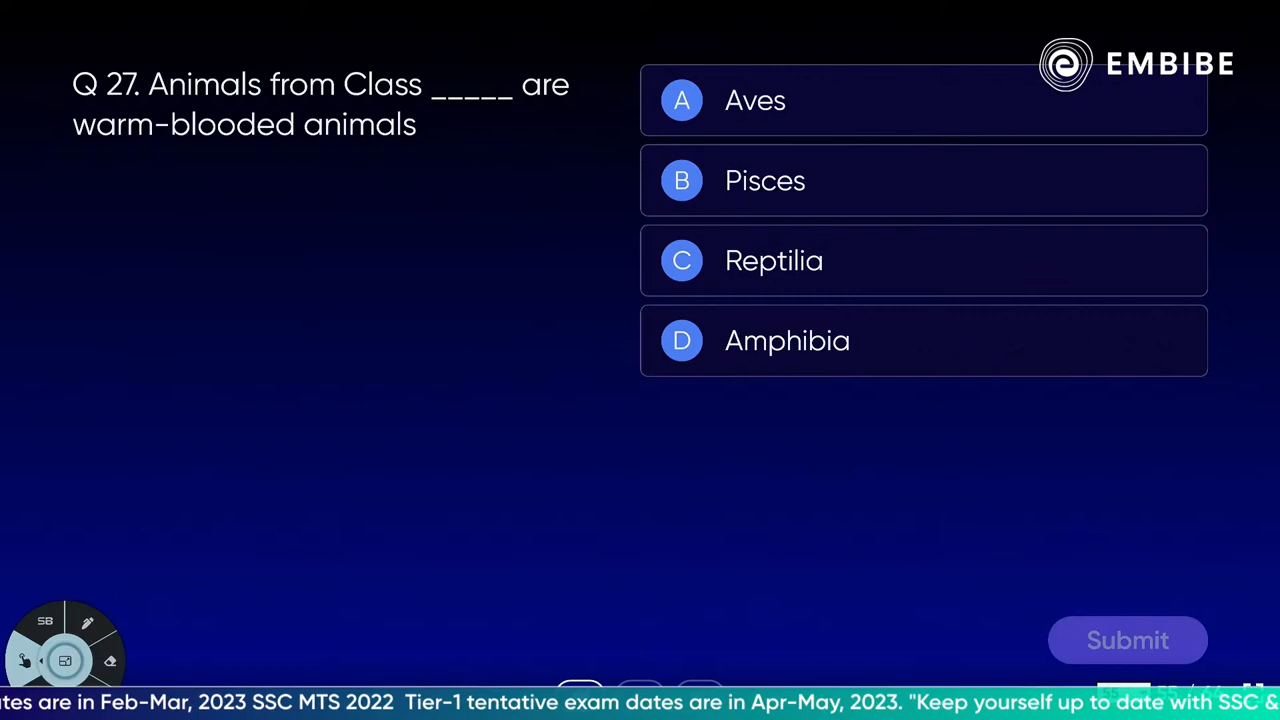 EMBIBE
Q 27. Animals from Class _____ are
warm-blooded animals
A Aves
B Pisces
C Reptilia
D Amphibia
SB
Submit
ates are in Feb-Mar, 2023 SSC MTS 2022 Tier-1 tentative exam dates are in Apr-May, 2023. "Keep yourself up to date with SSC &